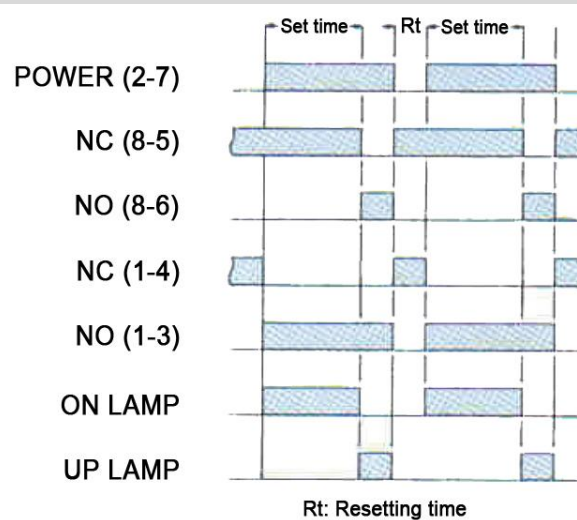 Set time Rt Set time
POWER (2-7)
NC (8-5)
NO (8-6)
NC (1-4)
NO (1-3)
ON LAMP
UP LAMP
Rt: Resetting time